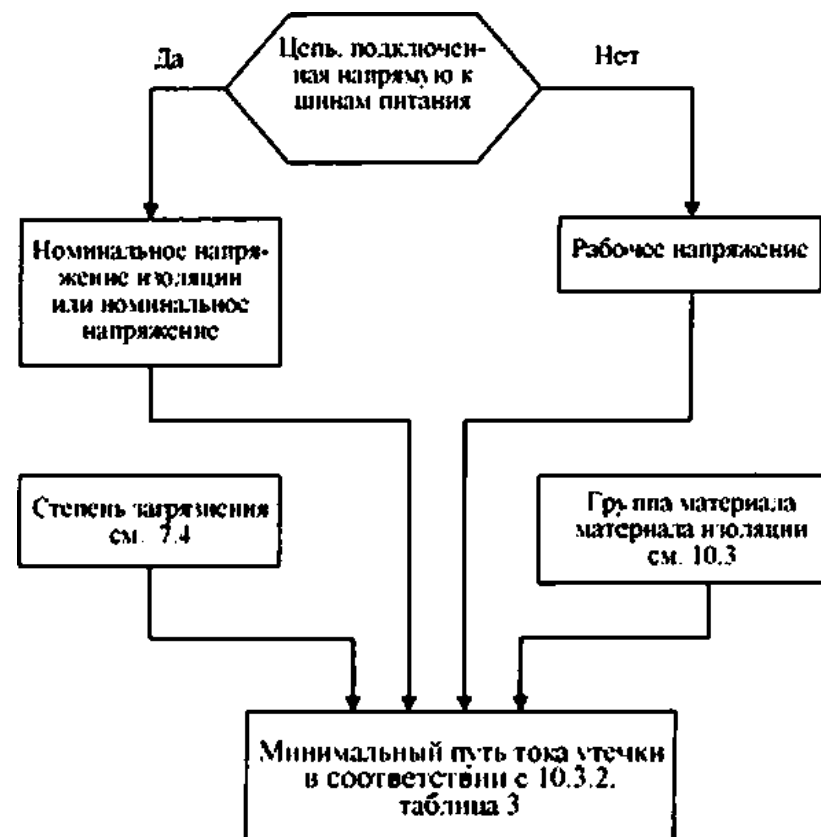 Цепь, подключен-
ная напрямую к
шинам питания
Да
Нет
Номинальное напря-
жение изоляции
или номинальное
напряжение
Рабочее напряжение
Степень загрязнения
см. 7.4
Группа материала
материала изоляции
см. 10.3
Минимальный путь тока утечки
в соответствии с 10.3.2,
таблица 3